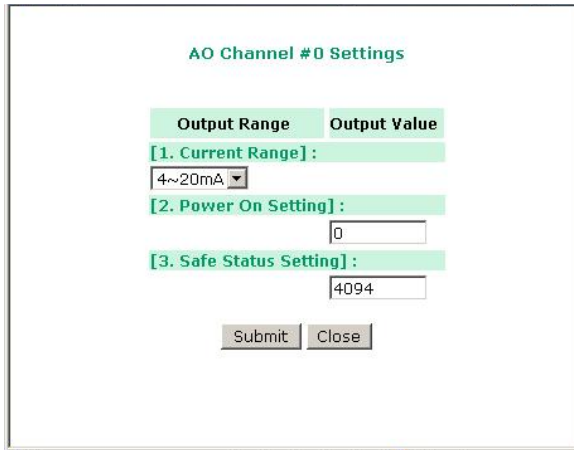 AO Channel #0 Settings
Output Range Output Value
[1. Current Range] :
4~20mA
[2. Power On Setting] :
0
[3. Safe Status Setting] :
4094
Submit Close